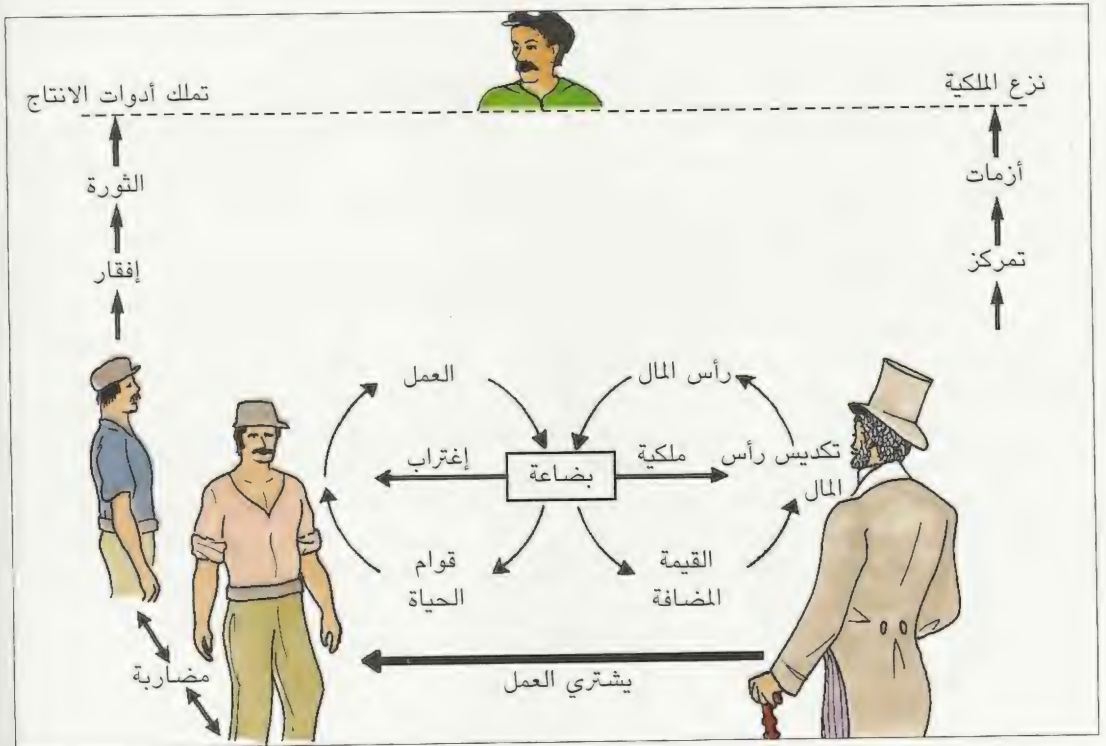 نزع الملكية
تملك أدوات الانتاج
أزمات
الثورة
تمركز
إفقار
رأس المال
العمل
تكديس رأس
المال
ملكية
بضاعة
إغتراب
القيمة
المضافة
قوام
الحياة
يشتري العمل
مضاربة